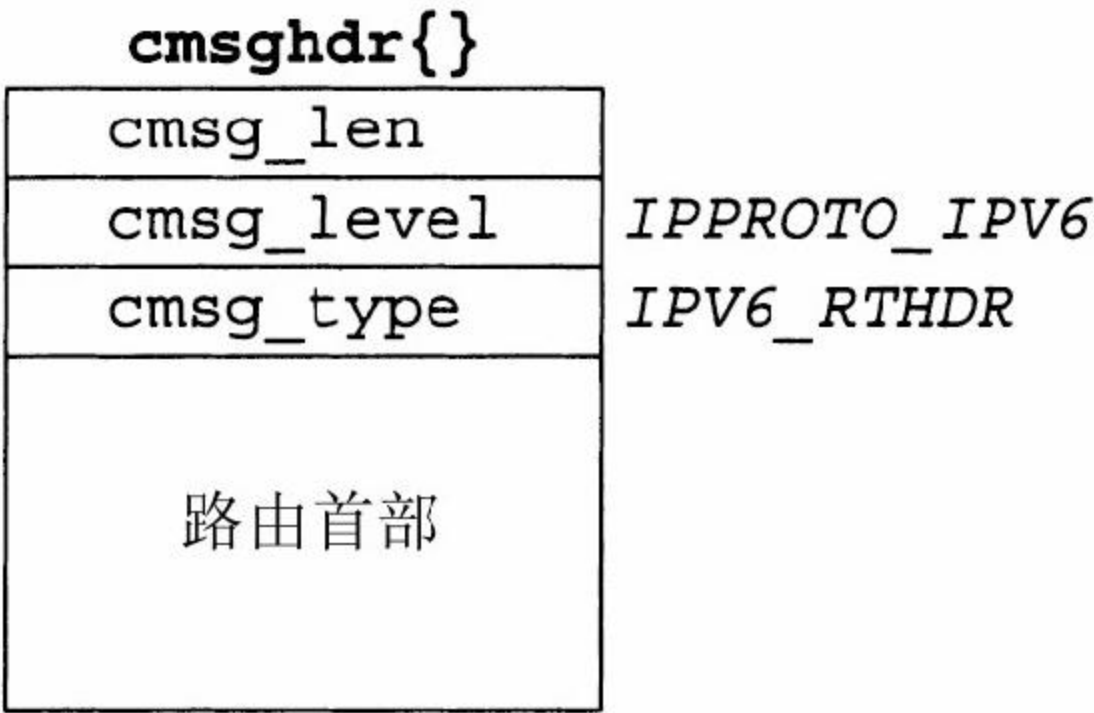 cmsghdr{}
cmsg_len
cmsg_level IPPROTO_IPV6
cmsg_type IPV6_RTHDR
路由首部